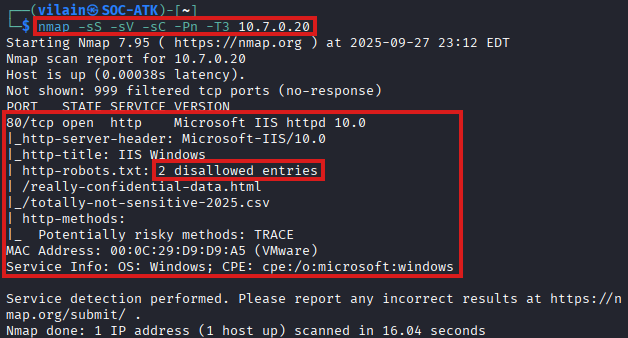 ┌──(vilain㉿SOC-ATK)-[~]
└─$ nmap -sS -sV -sC -Pn -T3 10.7.0.20
Starting Nmap 7.95 ( https://nmap.org ) at 2025-09-27 23:12 EDT
Nmap scan report for 10.7.0.20
Host is up (0.00038s latency).
Not shown: 999 filtered tcp ports (no-response)
PORT   STATE SERVICE VERSION
80/tcp open  http    Microsoft IIS httpd 10.0
|_http-server-header: Microsoft-IIS/10.0
|_http-title: IIS Windows
| http-robots.txt: 2 disallowed entries
| /really-confidential-data.html
|_/totally-not-sensitive-2025.csv
| http-methods:
|_  Potentially risky methods: TRACE
MAC Address: 00:0C:29:D9:D9:A5 (VMware)
Service Info: OS: Windows; CPE: cpe:/o:microsoft:windows

Service detection performed. Please report any incorrect results at https://n
map.org/submit/ .
Nmap done: 1 IP address (1 host up) scanned in 16.04 seconds